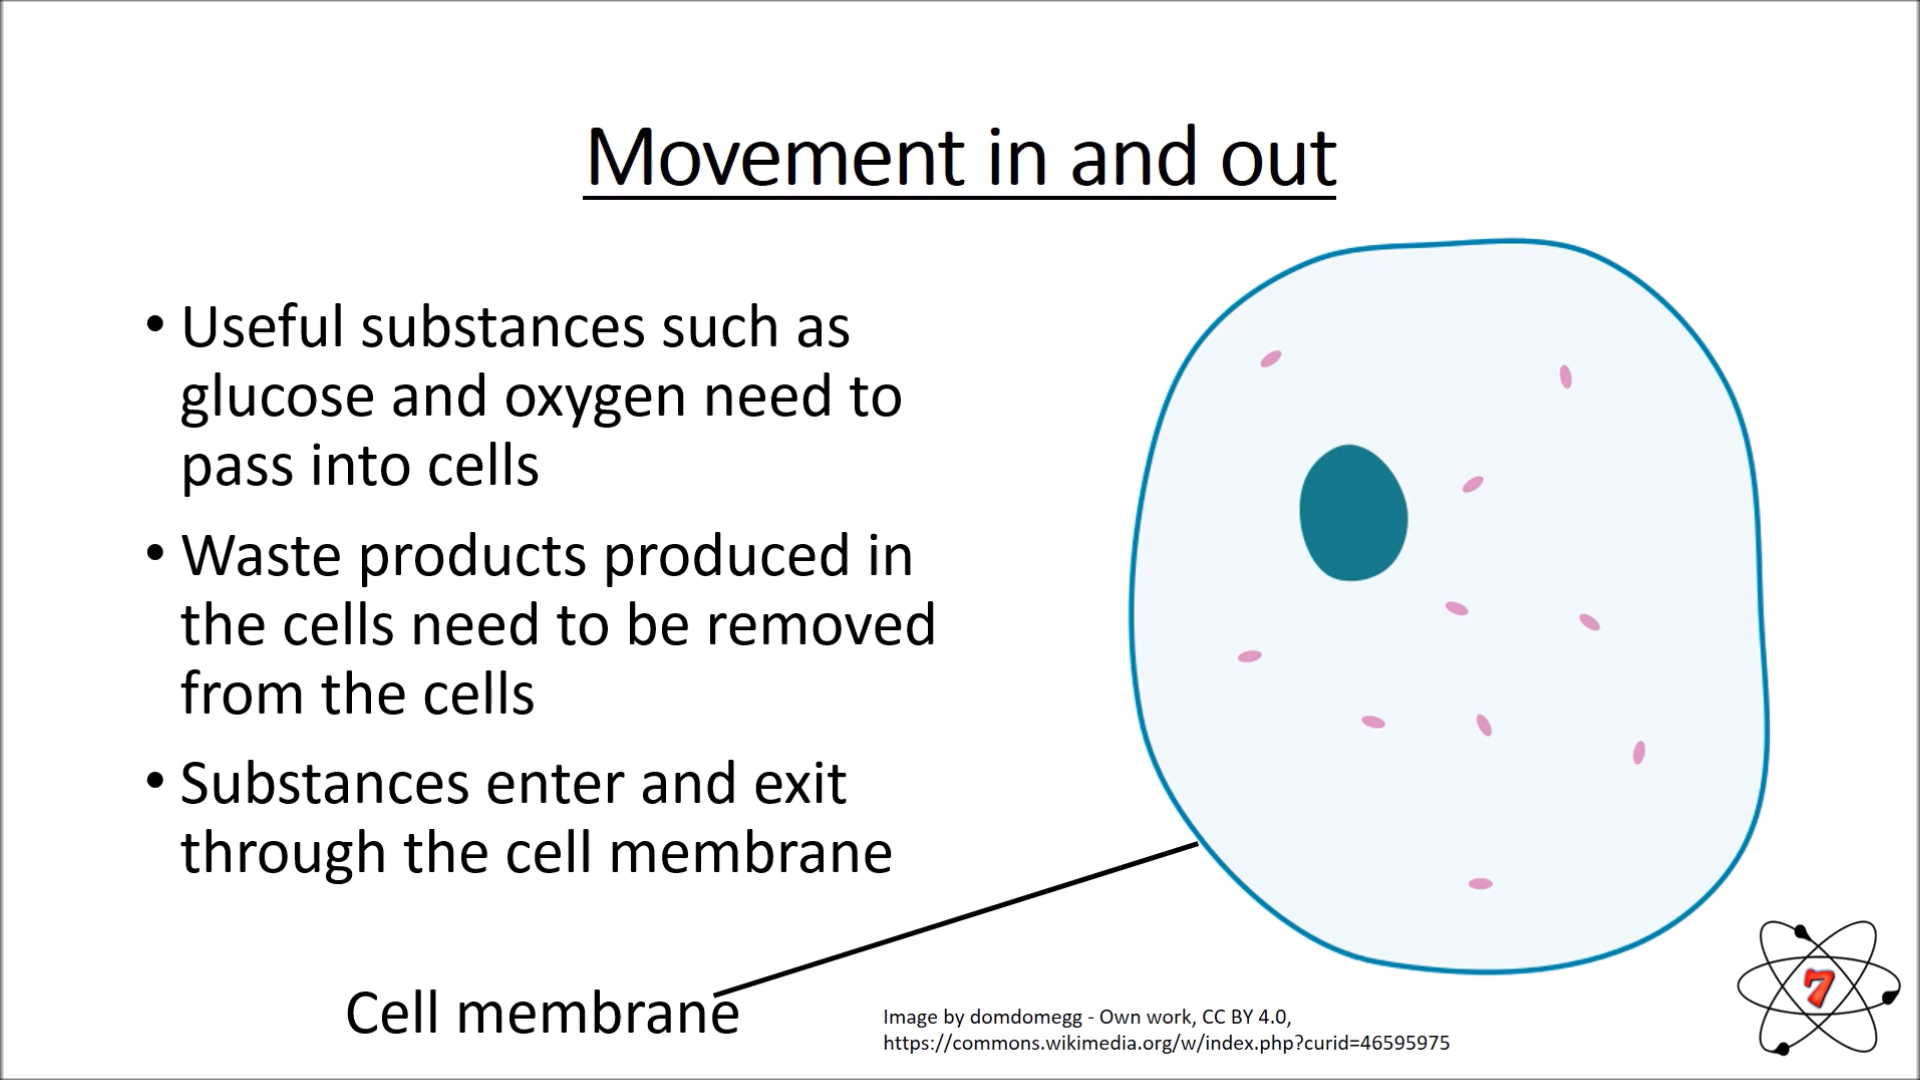 Movement in and out
• Useful substances such as
glucose and oxygen need to
pass into cells
• Waste products produced in
the cells need to be removed
from the cells
• Substances enter and exit
through the cell membrane
Cell membrane
Image by domdomegg - Own work, CC BY 4.0,
https://commons.wikimedia.org/w/index.php?curid=46595975
7